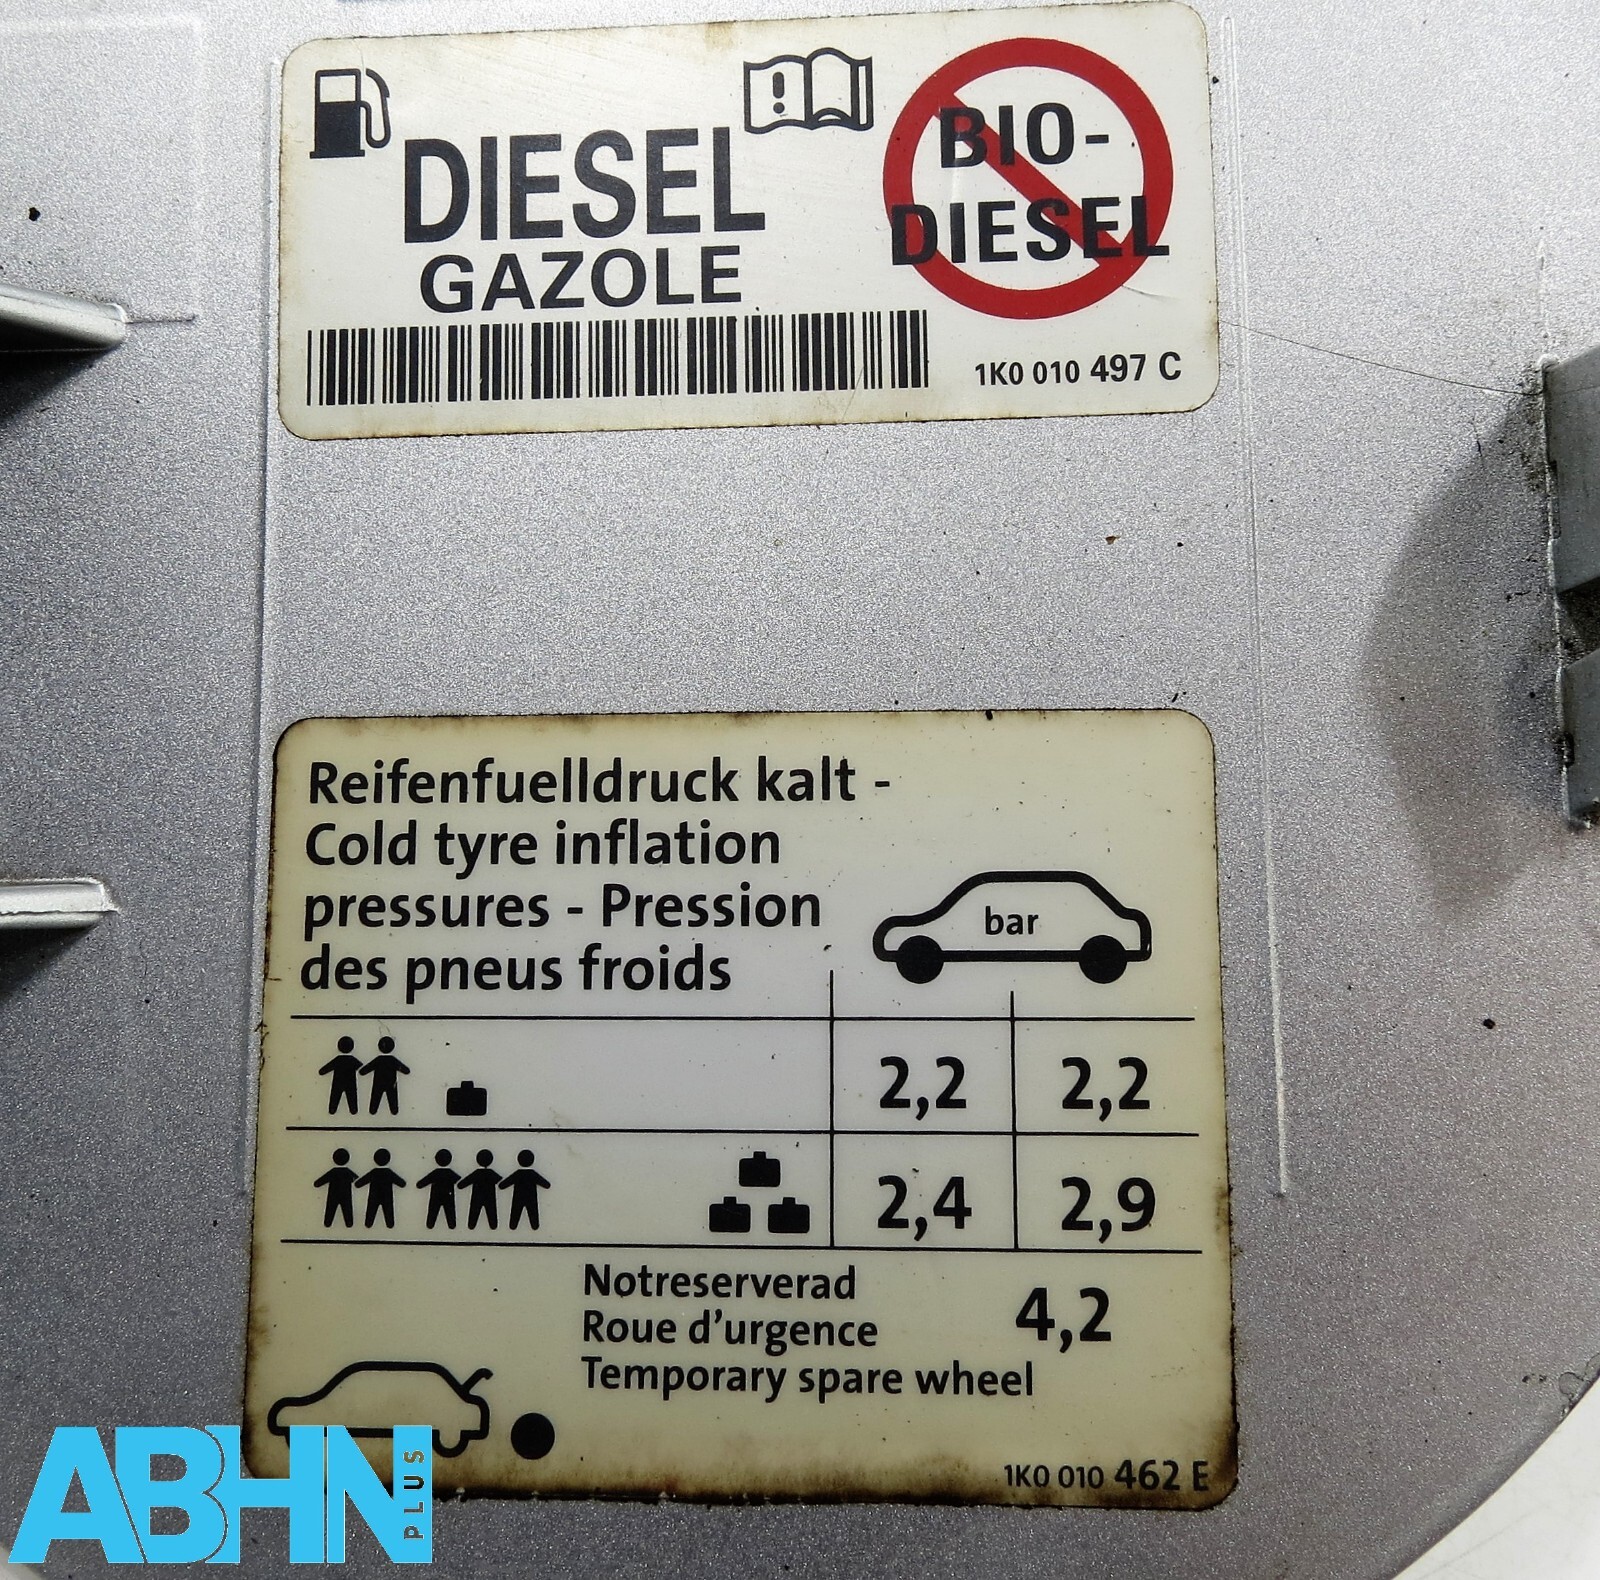 DIESEL
GAZOLE
BIO-
DIESEL
1K0 010 497 C
Reifenfuelldruck kalt -
Cold tyre inflation
pressures - Pression
des pneus froids
bar
2,2 2,2
2,4 2,9
Notreserverad
Roue d'urgence
Temporary spare wheel
4,2
1K0 010 462 E
ABHN
PLUS